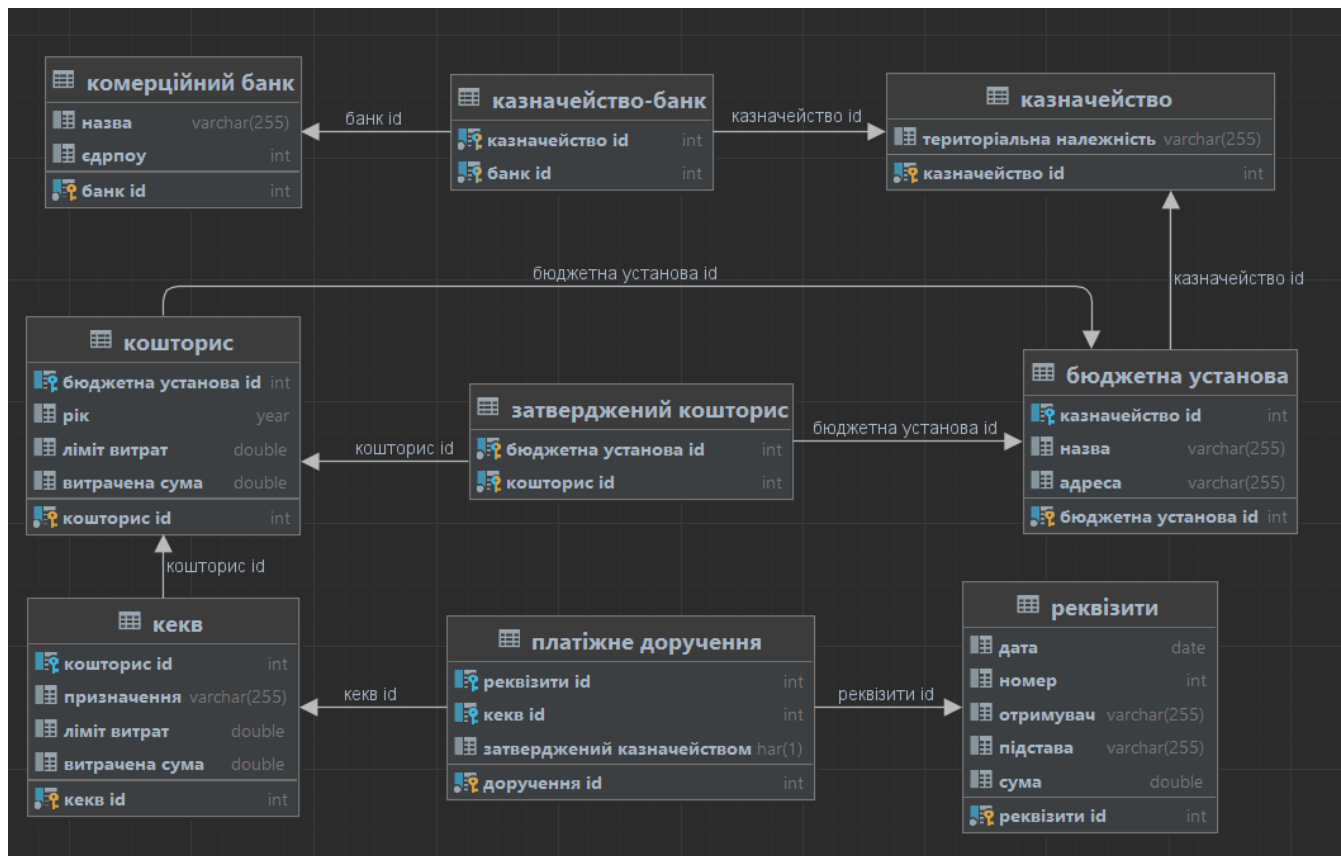 комерційний банк
назва varchar(255)
єдрпоу int
банк id int
банк id
казначейство-банк
казначейство id int
банк id int
казначейство id
казначейство
територіальна належність varchar(255)
казначейство id int
бюджетна установа id
казначейство id
кошторис
бюджетна установа id int
рік year
ліміт витрат double
витрачена сума double
кошторис id int
кошторис id
затверджений кошторис
бюджетна установа id int
кошторис id int
бюджетна установа id
бюджетна установа
казначейство id int
назва varchar(255)
адреса varchar(255)
бюджетна установа id int
кошторис id
кекв
кошторис id int
призначення varchar(255)
ліміт витрат double
витрачена сума double
кекв id int
кекв id
платіжне доручення
реквізити id int
кекв id int
затверджений казначейством har(1)
доручення id int
реквізити id
реквізити
дата date
номер int
отримувач varchar(255)
підстава varchar(255)
сума double
реквізити id int